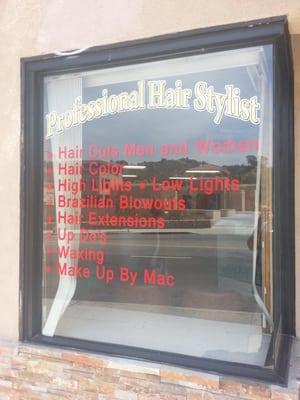 Professional Hair Stylist
• Hair Cuts Men and Women
• Hair Color
• High Lights • Low Lights
• Brazilian Blowouts
• Hair Extensions
• Up Do's
• Waxing
• Make Up By Mac